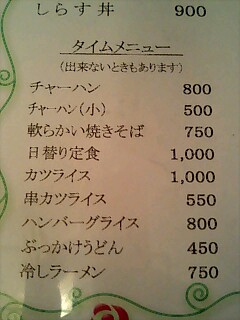 しらす丼 900
タイムメニュー
(出来ないときもあります)
チャーハン 800
チャーハン(小) 500
軟らかい焼きそば 750
日替り定食 1,000
カツライス 1,000
串カツライス 550
ハンバーグライス 800
ぶっかけうどん 450
冷しラーメン 750